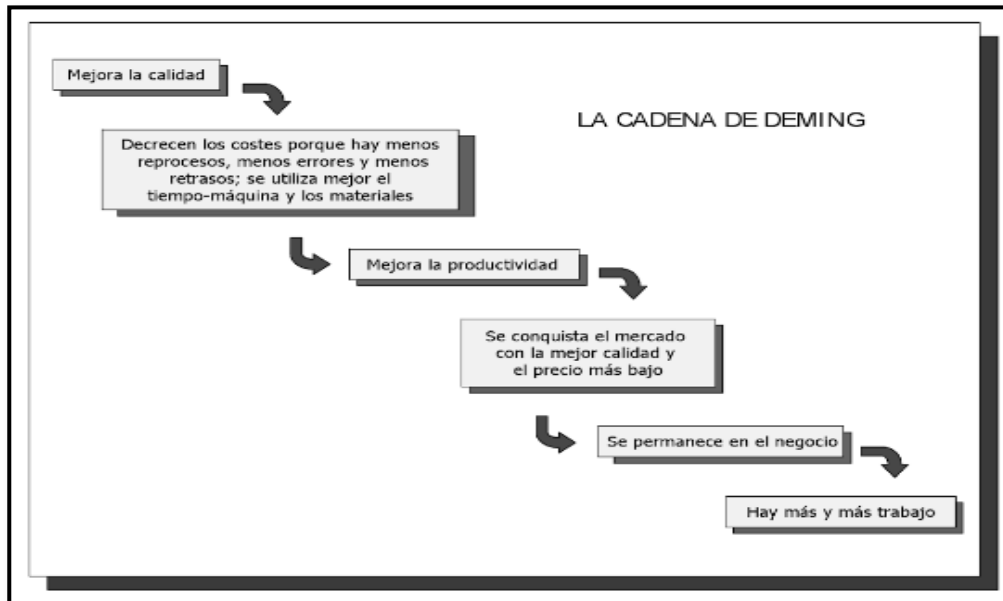 Mejora la calidad
LA CADENA DE DEMING
Decrecen los costes porque hay menos
reprocesos, menos errores y menos
retrasos; se utiliza mejor el
tiempo-máquina y los materiales
Mejora la productividad
Se conquista el mercado
con la mejor calidad y
el precio más bajo
Se permanece en el negocio
Hay más y más trabajo